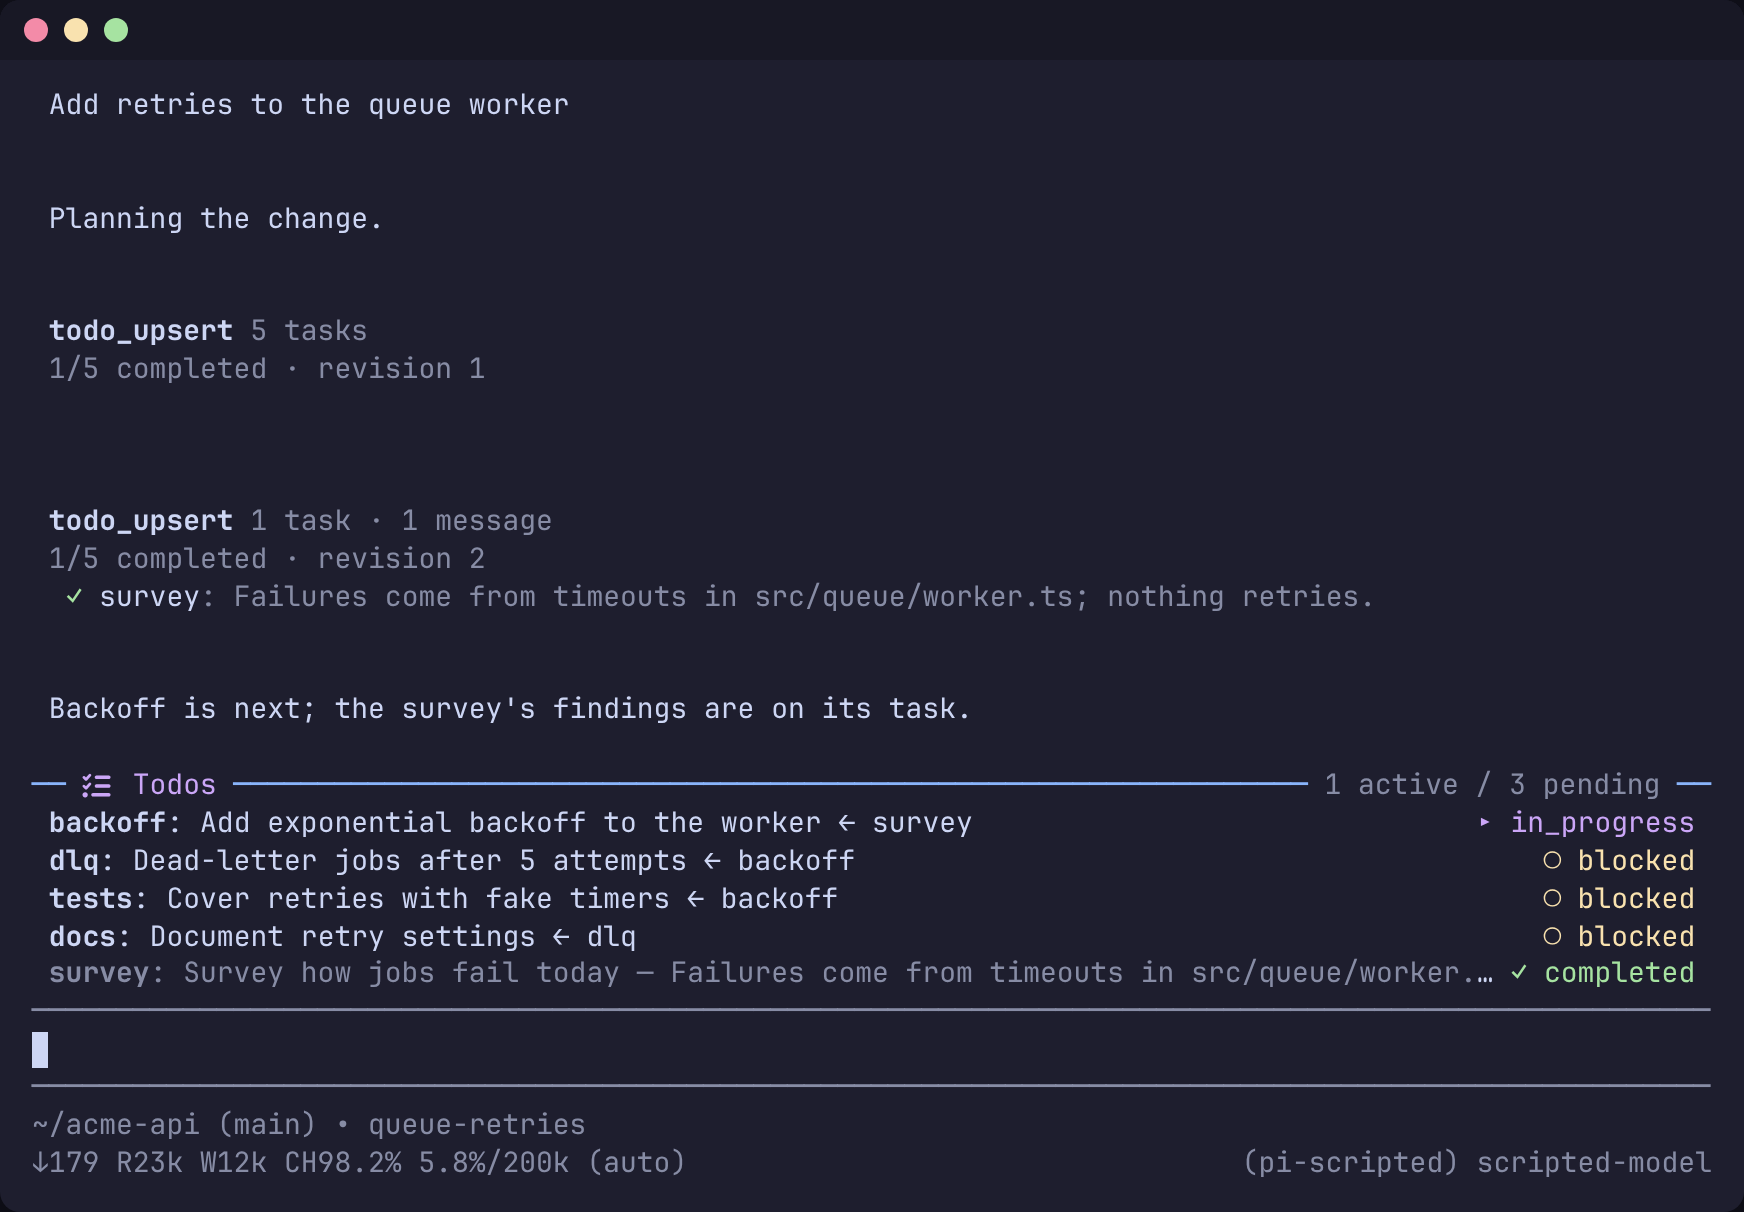 Add retries to the queue worker
Planning the change.
todo_upsert 5 tasks
1/5 completed · revision 1
todo_upsert 1 task · 1 message
1/5 completed · revision 2
✓ survey: Failures come from timeouts in src/queue/worker.ts; nothing retries.
Backoff is next; the survey's findings are on its task.
Todos 1 active / 3 pending
backoff: Add exponential backoff to the worker ← survey ▸ in_progress
dlq: Dead-letter jobs after 5 attempts ← backoff ○ blocked
tests: Cover retries with fake timers ← backoff ○ blocked
docs: Document retry settings ← dlq ○ blocked
survey: Survey how jobs fail today — Failures come from timeouts in src/queue/worker.… ✓ completed
~/acme-api (main) • queue-retries
↓179 R23k W12k CH98.2% 5.8%/200k (auto) (pi-scripted) scripted-model